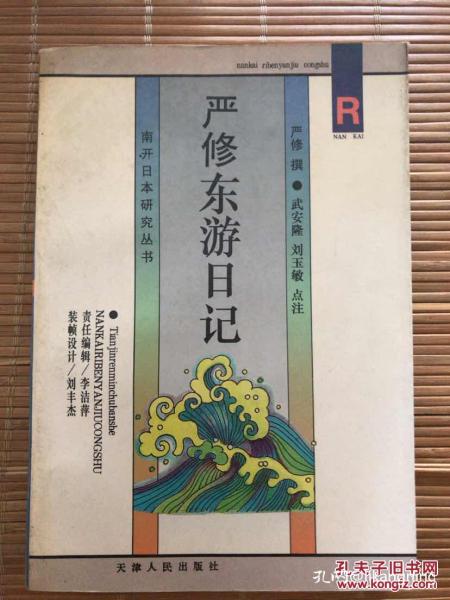 nankai ribenyanjiu congshu
R
NAN KAI
严修东游日记
严修 撰 ● 武安隆 刘玉敏 点注
南开日本研究丛书
● Tianjinrenminchubanshe
NANKAIRIBENYANJIUCONGSHU
责任编辑/李洁萍
装帧设计/刘丰杰
天津人民出版社
孔夫子旧书网